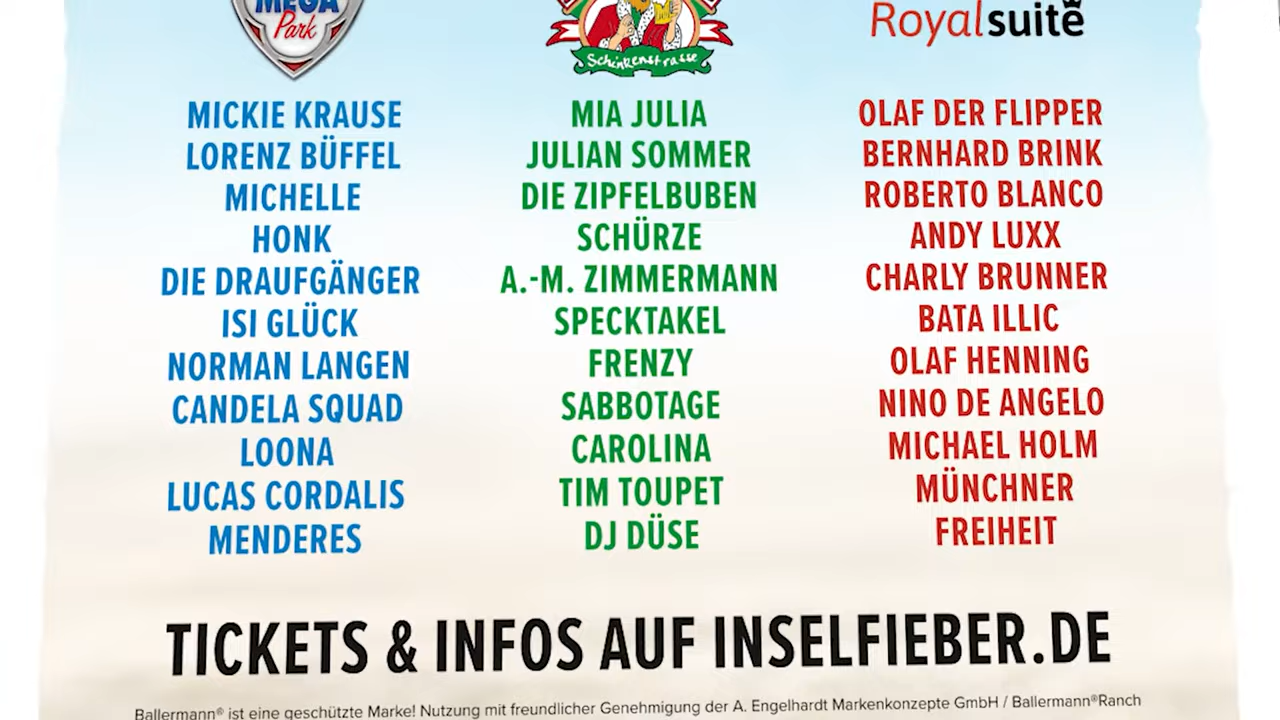 MEGA
Park
Schinkenstrasse
Royalsuite
MICKIE KRAUSE
LORENZ BÜFFEL
MICHELLE
HONK
DIE DRAUFGÄNGER
ISI GLÜCK
NORMAN LANGEN
CANDELA SQUAD
LOONA
LUCAS CORDALIS
MENDERES
MIA JULIA
JULIAN SOMMER
DIE ZIPFELBUBEN
SCHÜRZE
A.-M. ZIMMERMANN
SPECKTAKEL
FRENZY
SABBOTAGE
CAROLINA
TIM TOUPET
DJ DÜSE
OLAF DER FLIPPER
BERNHARD BRINK
ROBERTO BLANCO
ANDY LUXX
CHARLY BRUNNER
BATA ILLIC
OLAF HENNING
NINO DE ANGELO
MICHAEL HOLM
MÜNCHNER
FREIHEIT
TICKETS & INFOS AUF INSELFIEBER.DE
Ballermann® ist eine geschützte Marke! Nutzung mit freundlicher Genehmigung der A. Engelhardt Markenkonzepte GmbH / Ballermann®Ranch